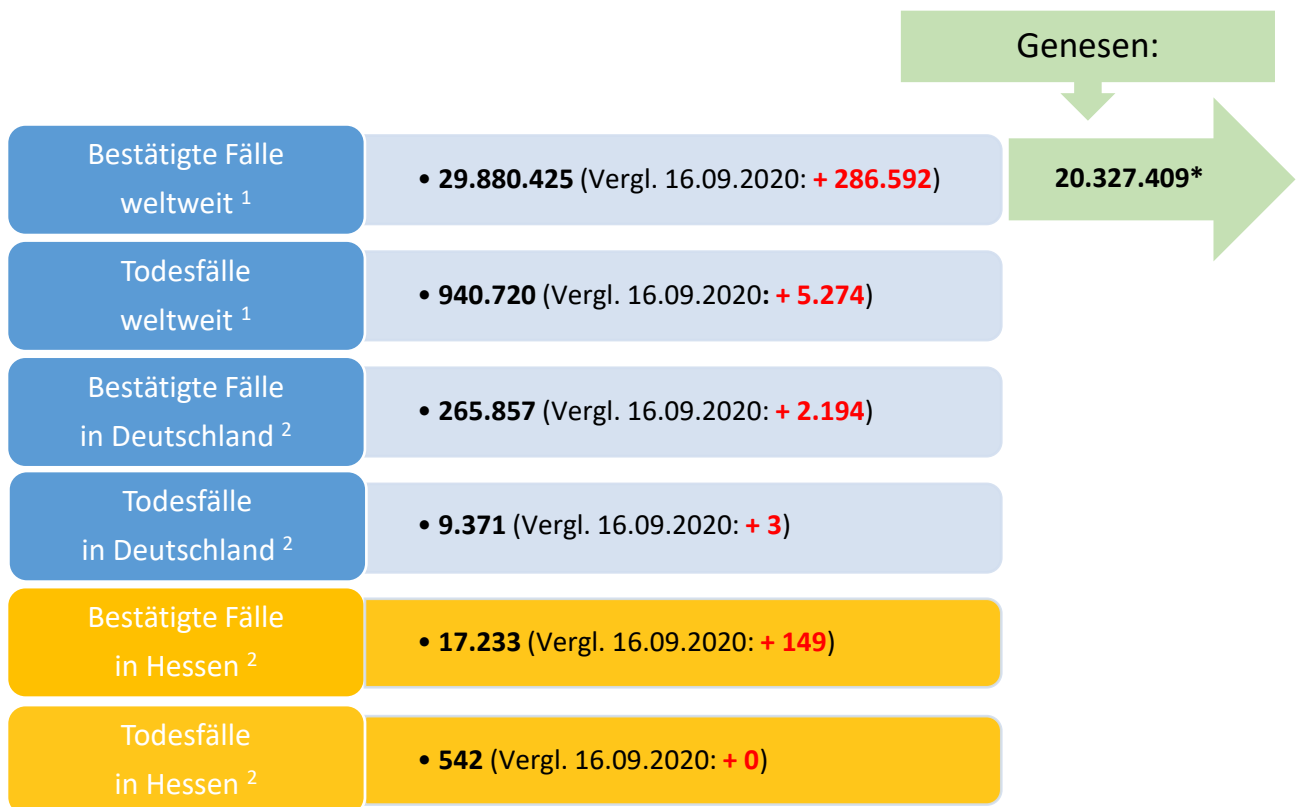 Genesen:
Bestätigte Fälle
weltweit ¹
• 29.880.425 (Vergl. 16.09.2020: + 286.592)
20.327.409*
Todesfälle
weltweit ¹
• 940.720 (Vergl. 16.09.2020: + 5.274)
Bestätigte Fälle
in Deutschland ²
• 265.857 (Vergl. 16.09.2020: + 2.194)
Todesfälle
in Deutschland ²
• 9.371 (Vergl. 16.09.2020: + 3)
Bestätigte Fälle
in Hessen ²
• 17.233 (Vergl. 16.09.2020: + 149)
Todesfälle
in Hessen ²
• 542 (Vergl. 16.09.2020: + 0)